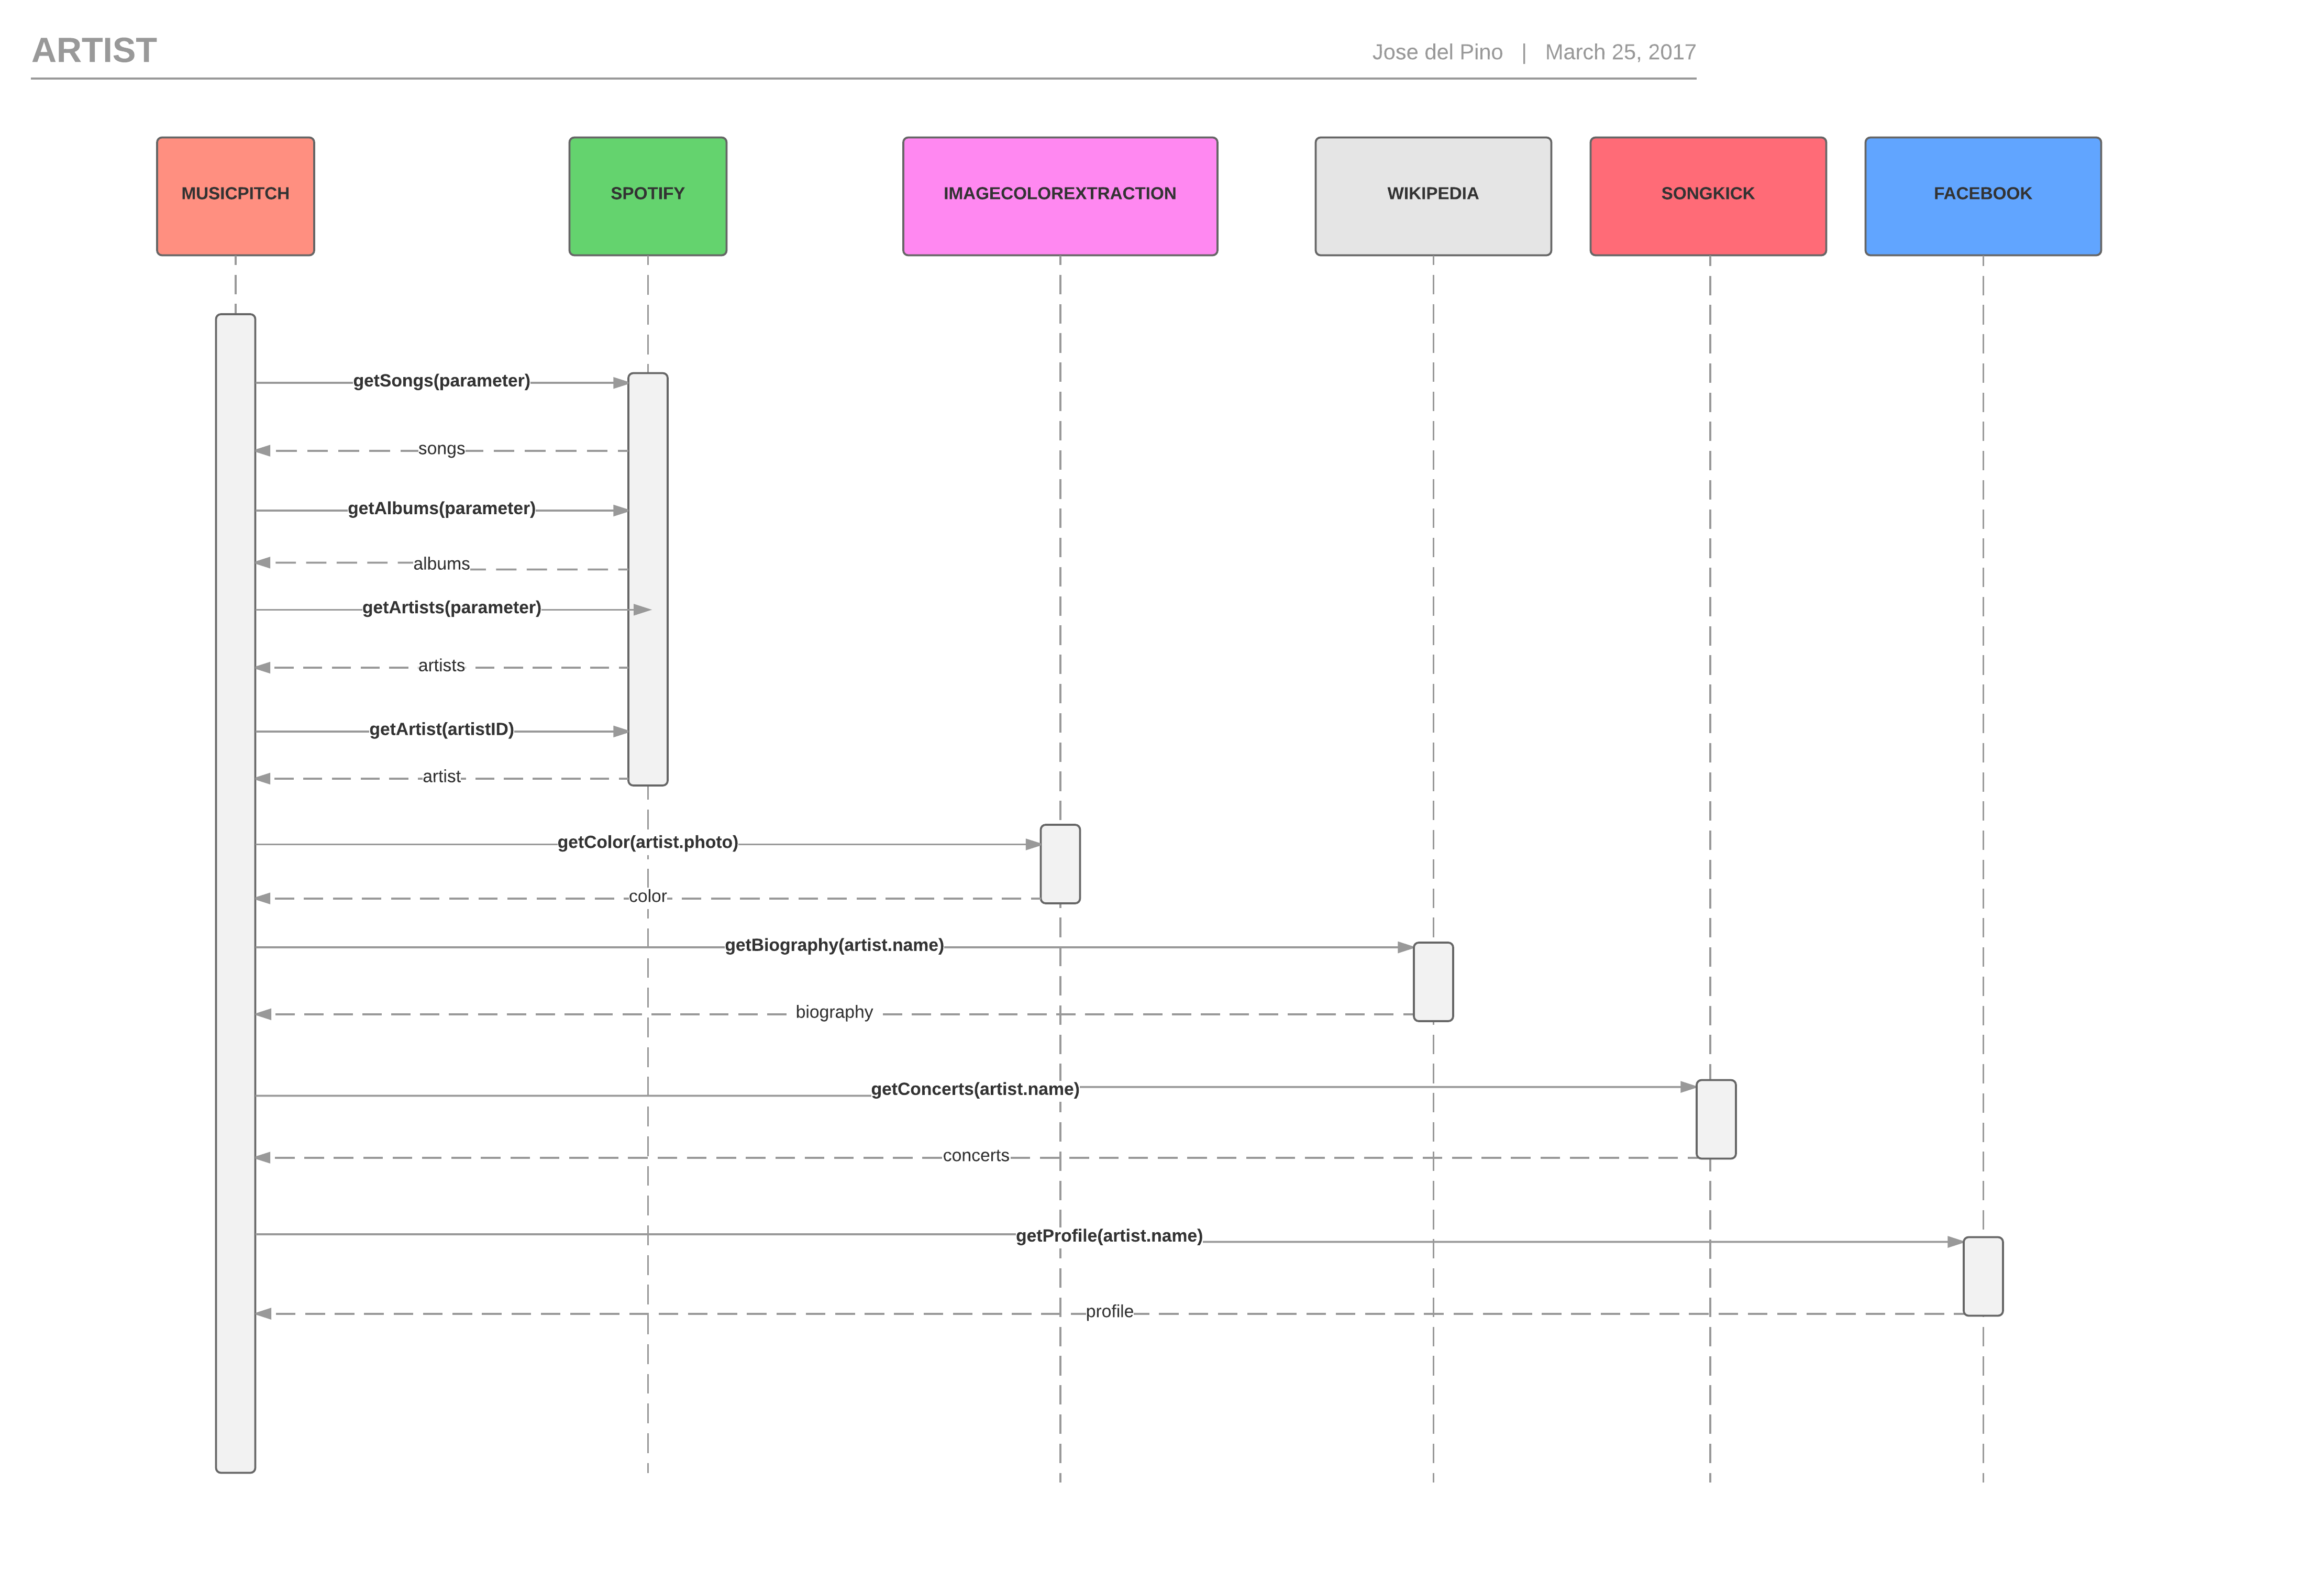 ARTIST
Jose del Pino | March 25, 2017
MUSICPITCH
SPOTIFY
IMAGECOLOREXTRACTION
WIKIPEDIA
SONGKICK
FACEBOOK
getSongs(parameter)
songs
getAlbums(parameter)
albums
getArtists(parameter)
artists
getArtist(artistID)
artist
getColor(artist.photo)
color
getBiography(artist.name)
biography
getConcerts(artist.name)
concerts
getProfile(artist.name)
profile